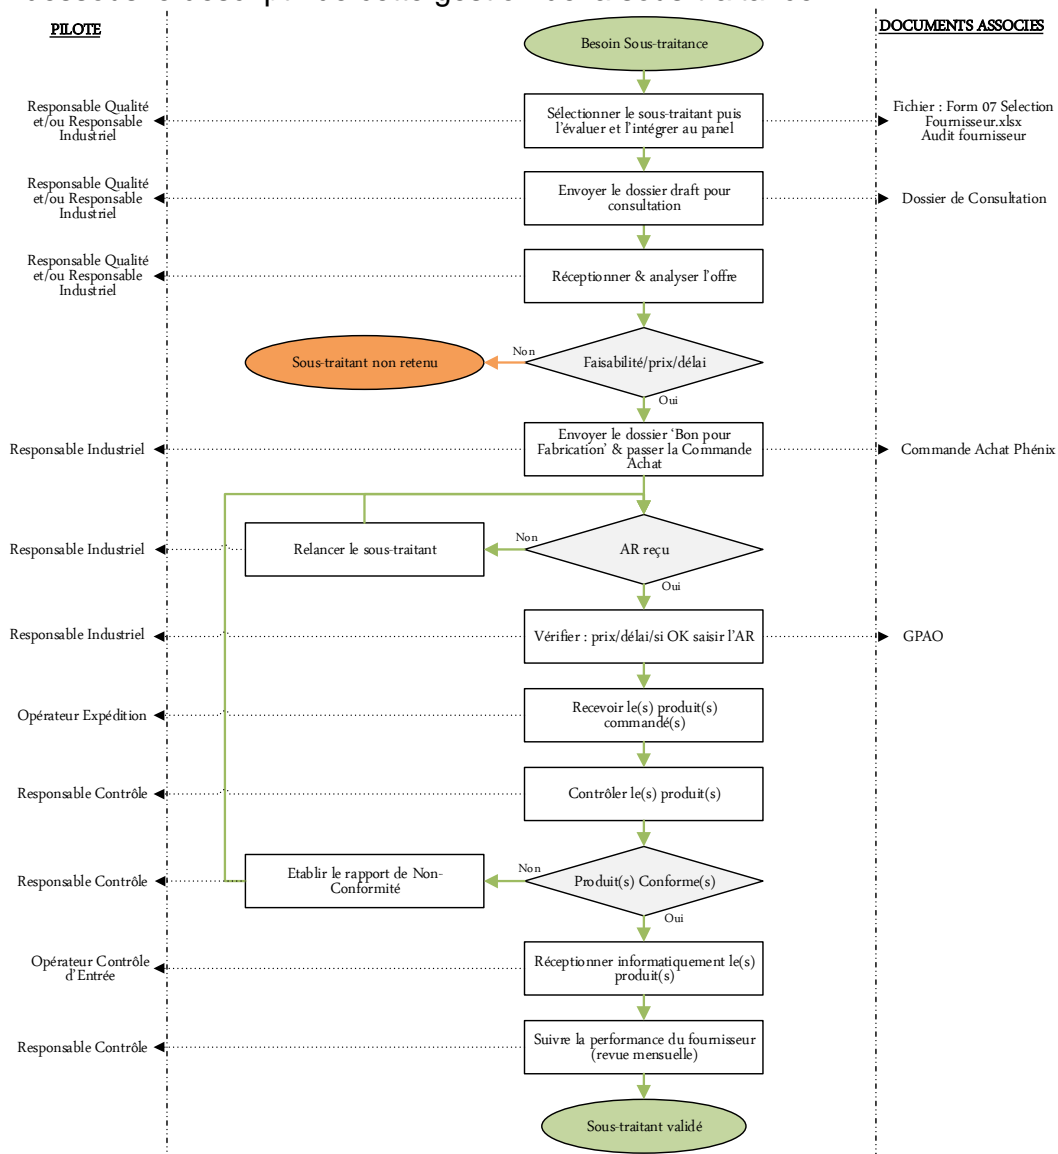 PILOTE
DOCUMENTS ASSOCIES
Besoin Sous-traitance
Responsable Qualité
et/ou Responsable
Industriel
Sélectionner le sous-traitant puis
l'évaluer et l'intégrer au panel
Fichier : Form 07 Selection
Fournisseur.xlsx
Audit fournisseur
Responsable Qualité
et/ou Responsable
Industriel
Envoyer le dossier draft pour
consultation
Dossier de Consultation
Responsable Qualité
et/ou Responsable
Industriel
Réceptionner & analyser l'offre
Sous-traitant non retenu
Non
Faisabilité/prix/délai
Oui
Responsable Industriel
Envoyer le dossier ‘Bon pour
Fabrication’ & passer la Commande
Achat
Commande Achat Phénix
Responsable Industriel
Relancer le sous-traitant
Non
AR reçu
Oui
Responsable Industriel
Vérifier : prix/délai/si OK saisir l'AR
GPAO
Opérateur Expédition
Recevoir le(s) produit(s)
commandé(s)
Responsable Contrôle
Contrôler le(s) produit(s)
Responsable Contrôle
Etablir le rapport de Non-
Conformité
Non
Produit(s) Conforme(s)
Oui
Opérateur Contrôle
d'Entrée
Réceptionner informatiquement le(s)
produit(s)
Responsable Contrôle
Suivre la performance du fournisseur
(revue mensuelle)
Sous-traitant validé